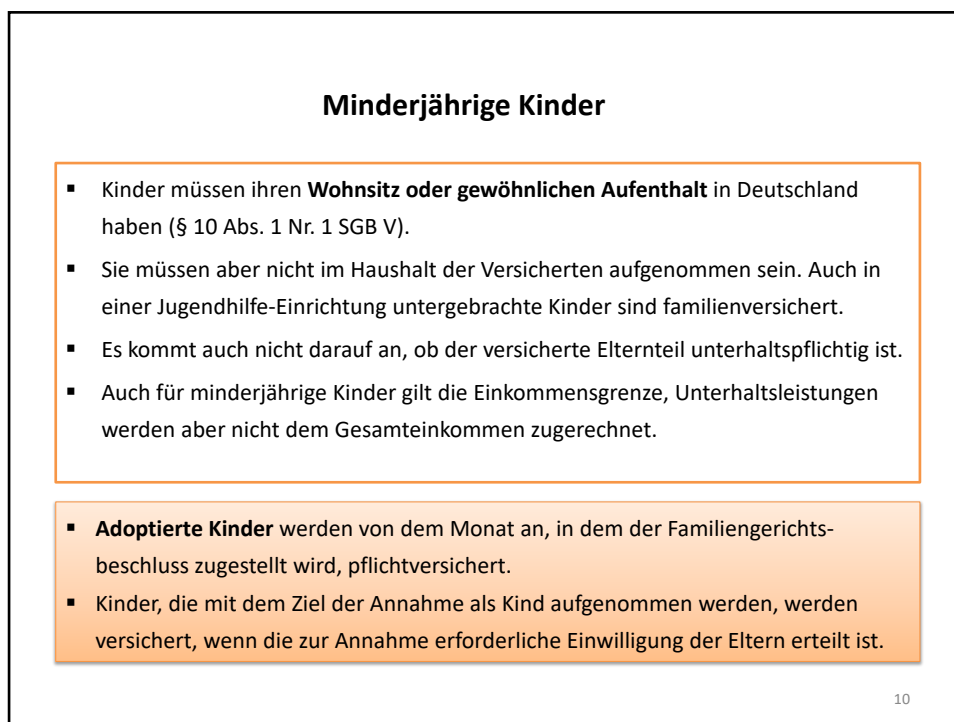 Minderjährige Kinder
▪ Kinder müssen ihren Wohnsitz oder gewöhnlichen Aufenthalt in Deutschland
haben (§ 10 Abs. 1 Nr. 1 SGB V).
▪ Sie müssen aber nicht im Haushalt der Versicherten aufgenommen sein. Auch in
einer Jugendhilfe-Einrichtung untergebrachte Kinder sind familienversichert.
▪ Es kommt auch nicht darauf an, ob der versicherte Elternteil unterhaltspflichtig ist.
▪ Auch für minderjährige Kinder gilt die Einkommensgrenze, Unterhaltsleistungen
werden aber nicht dem Gesamteinkommen zugerechnet.
▪ Adoptierte Kinder werden von dem Monat an, in dem der Familiengerichts-
beschluss zugestellt wird, pflichtversichert.
▪ Kinder, die mit dem Ziel der Annahme als Kind aufgenommen werden, werden
versichert, wenn die zur Annahme erforderliche Einwilligung der Eltern erteilt ist.
10